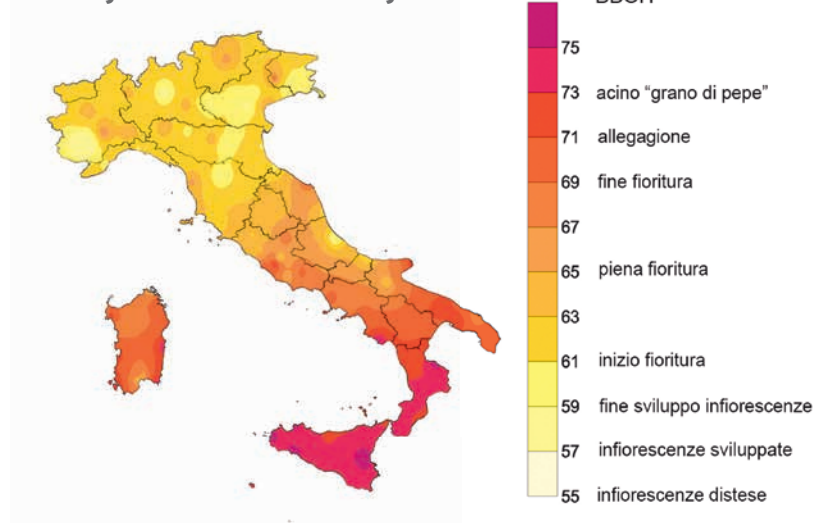 75
73 acino “grano di pepe”
71 allegagione
69 fine fioritura
67
65 piena fioritura
63
61 inizio fioritura
59 fine sviluppo infiorescenze
57 infiorescenze sviluppate
55 infiorescenze distese